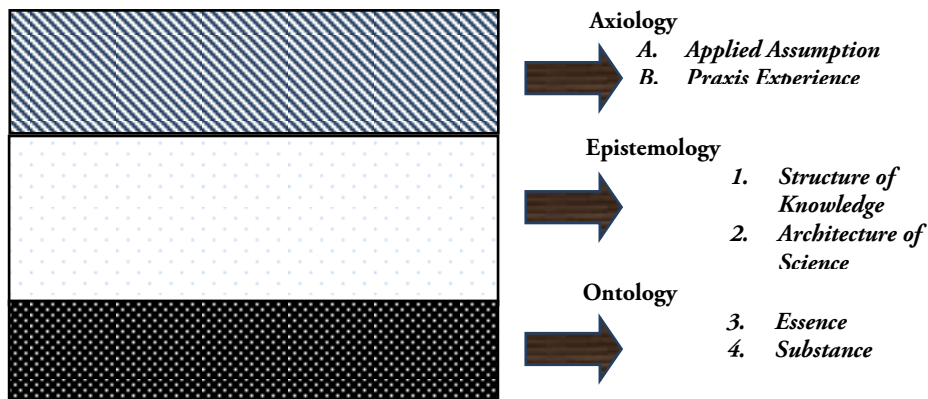 Axiology
A. Applied Assumption
B. Praxis Experience
Epistemology
1. Structure of
Knowledge
2. Architecture of
Science
Ontology
3. Essence
4. Substance